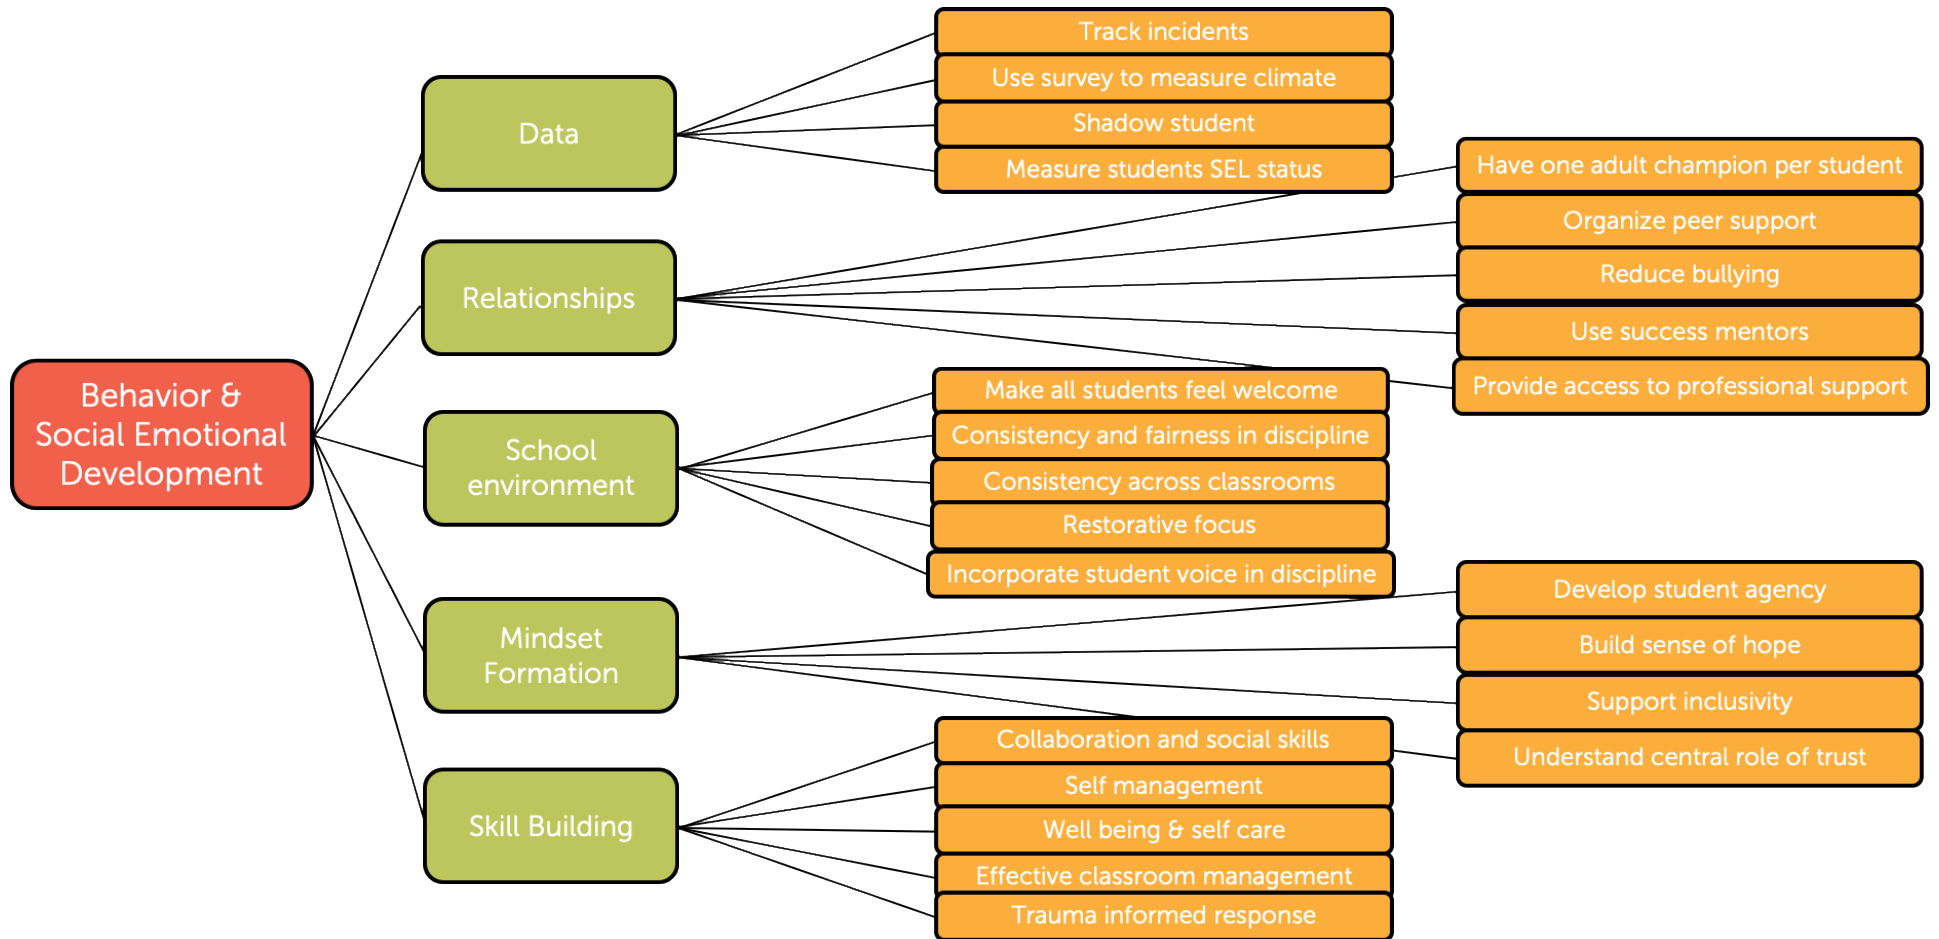 Behavior &
Social Emotional
Development
Data
Track incidents
Use survey to measure climate
Shadow student
Measure students SEL status
Relationships
Have one adult champion per student
Organize peer support
Reduce bullying
Use success mentors
Provide access to professional support
School
environment
Make all students feel welcome
Consistency and fairness in discipline
Consistency across classrooms
Restorative focus
Incorporate student voice in discipline
Mindset
Formation
Develop student agency
Build sense of hope
Support inclusivity
Understand central role of trust
Skill Building
Collaboration and social skills
Self management
Well being & self care
Effective classroom management
Trauma informed response